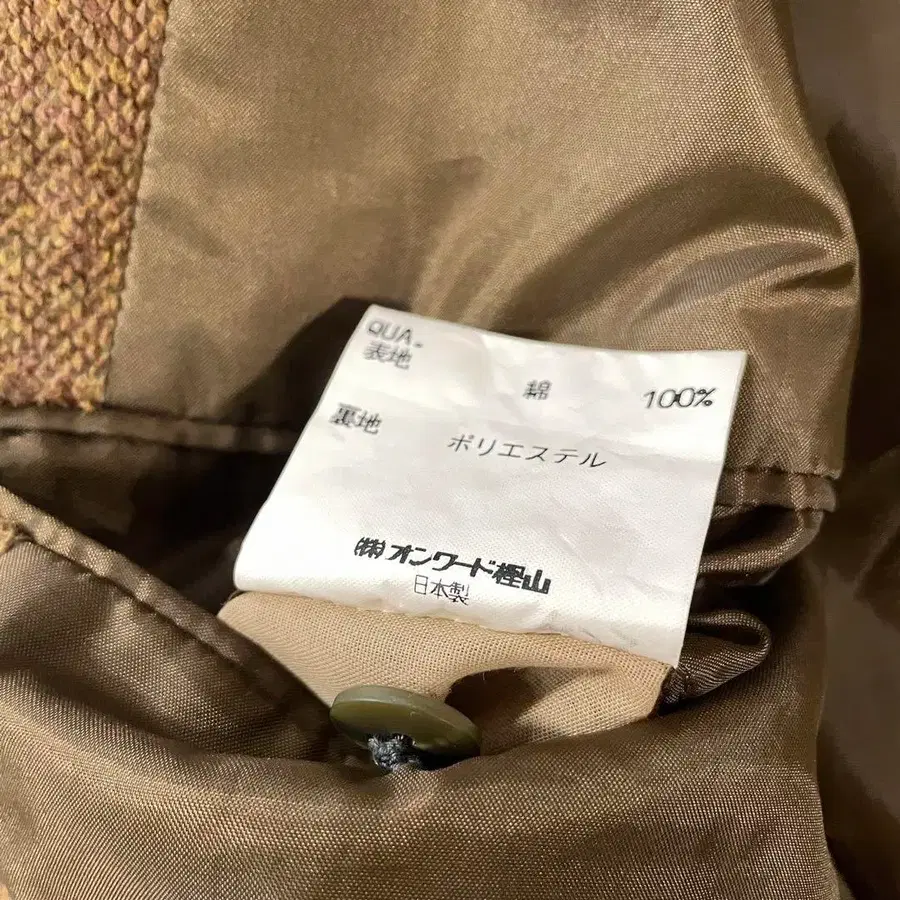 QUA.
表地
綿 100%
裏地
ポリエステル
㈱オンワード樫山
日本製